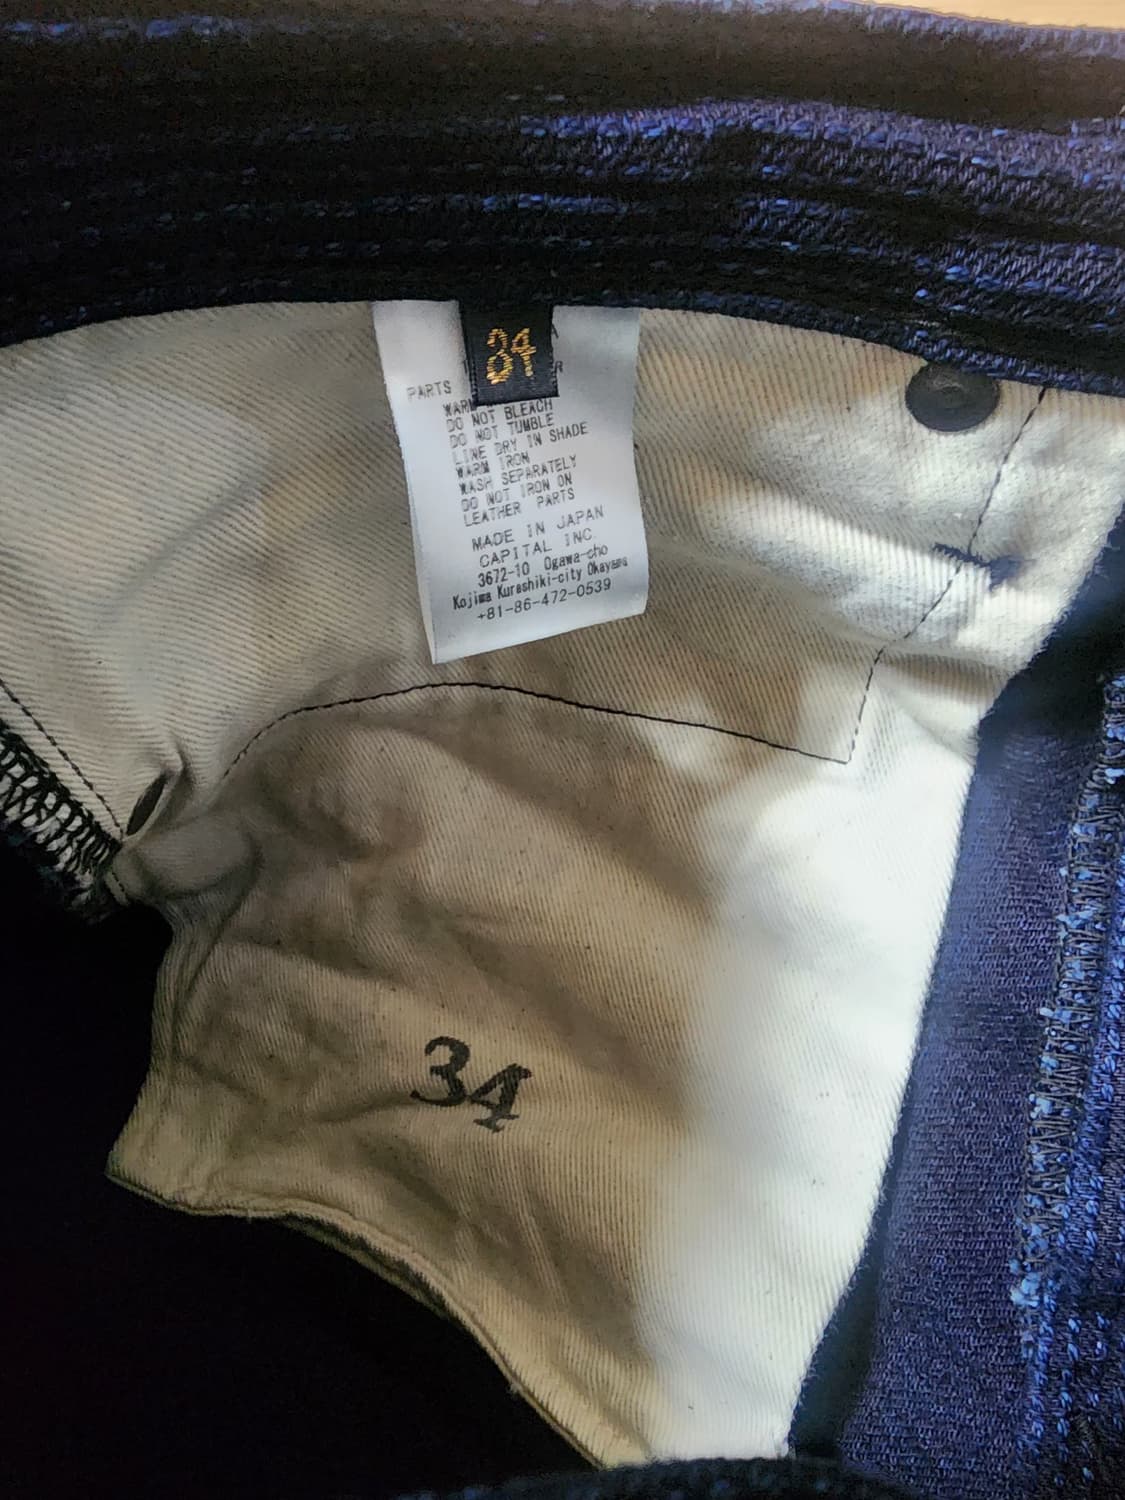 34
PARTS
WARM
DO NOT BLEACH
DO NOT TUMBLE
LINE DRY IN SHADE
WARM IRON
WASH SEPARATELY
DO NOT IRON ON
LEATHER PARTS
MADE IN JAPAN
CAPITAL INC.
3672-10 Ogawa-cho
Kojima Kurashiki-city Okayama
+81-86-472-0539
34